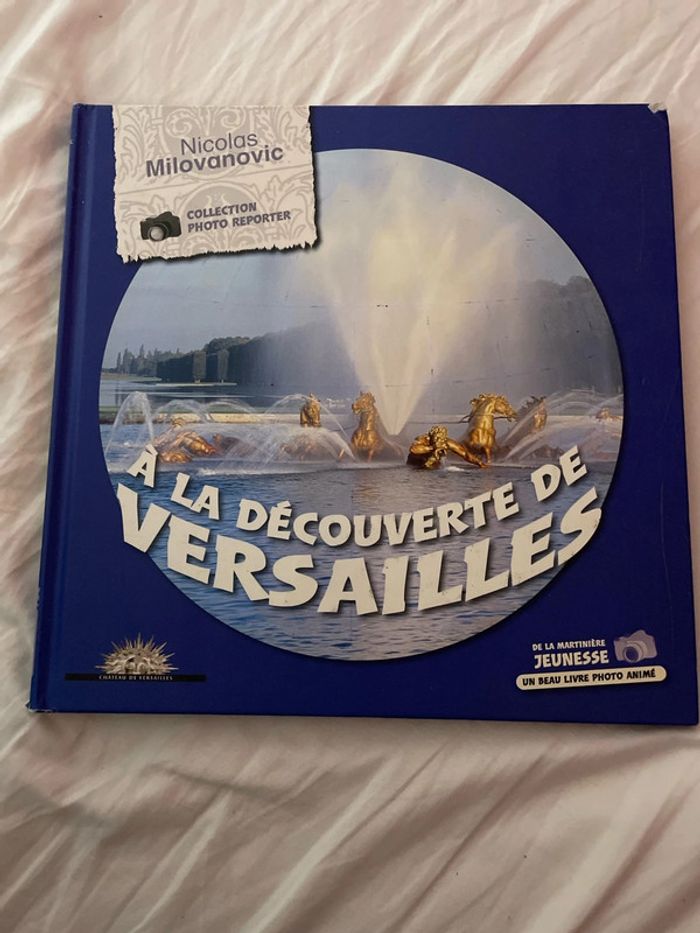 Nicolas
Milovanovic
COLLECTION
PHOTO REPORTER
À LA DÉCOUVERTE DE
VERSAILLES
CHÂTEAU DE VERSAILLES
DE LA MARTINIÈRE
JEUNESSE
UN BEAU LIVRE PHOTO ANIMÉ